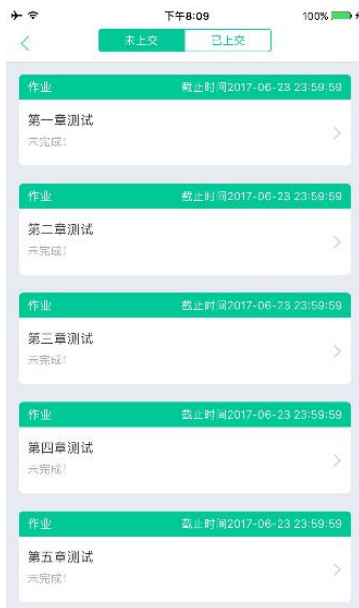 下午8:09
100%
未上交
已上交
作业
截止时间2017-06-23 23:59:59
第一章测试
未完成!
作业
截止时间2017-06-23 23:59:59
第二章测试
未完成!
作业
截止时间2017-06-23 23:59:59
第三章测试
未完成!
作业
截止时间2017-06-23 23:59:59
第四章测试
未完成!
作业
截止时间2017-06-23 23:59:59
第五章测试
未完成!